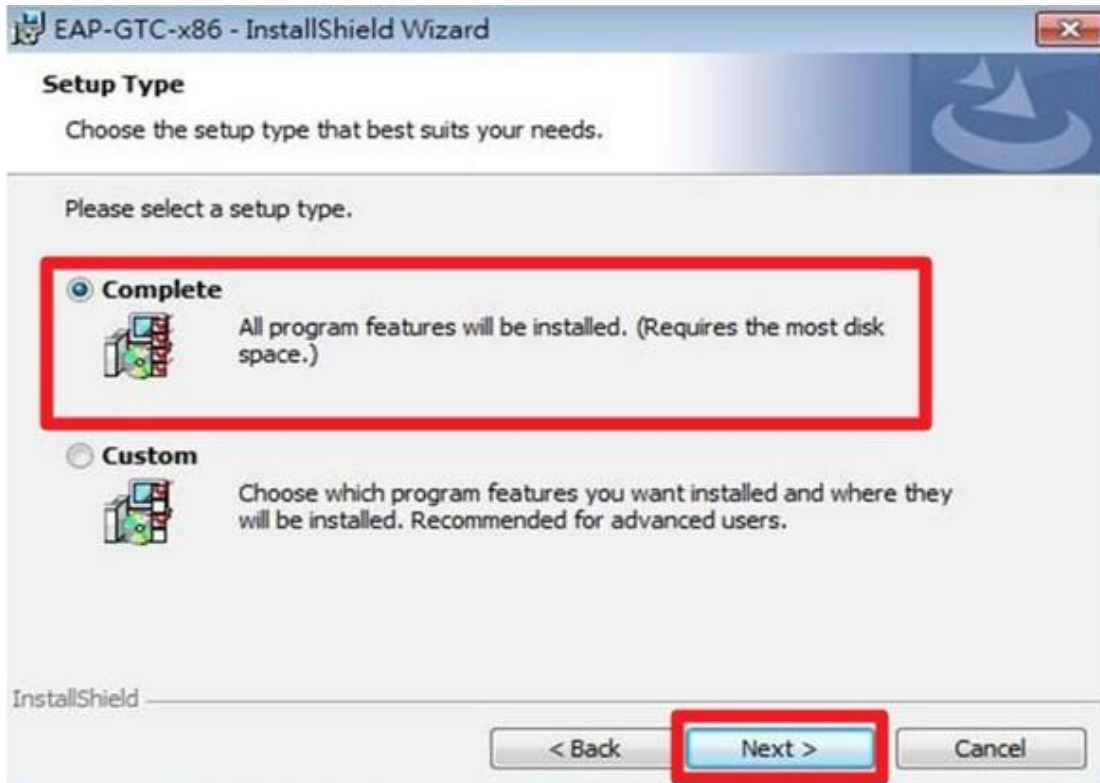 EAP-GTC-x86 - InstallShield Wizard
Setup Type
Choose the setup type that best suits your needs.
Please select a setup type.
Complete
All program features will be installed. (Requires the most disk
space.)
Custom
Choose which program features you want installed and where they
will be installed. Recommended for advanced users.
InstallShield
< Back
Next >
Cancel